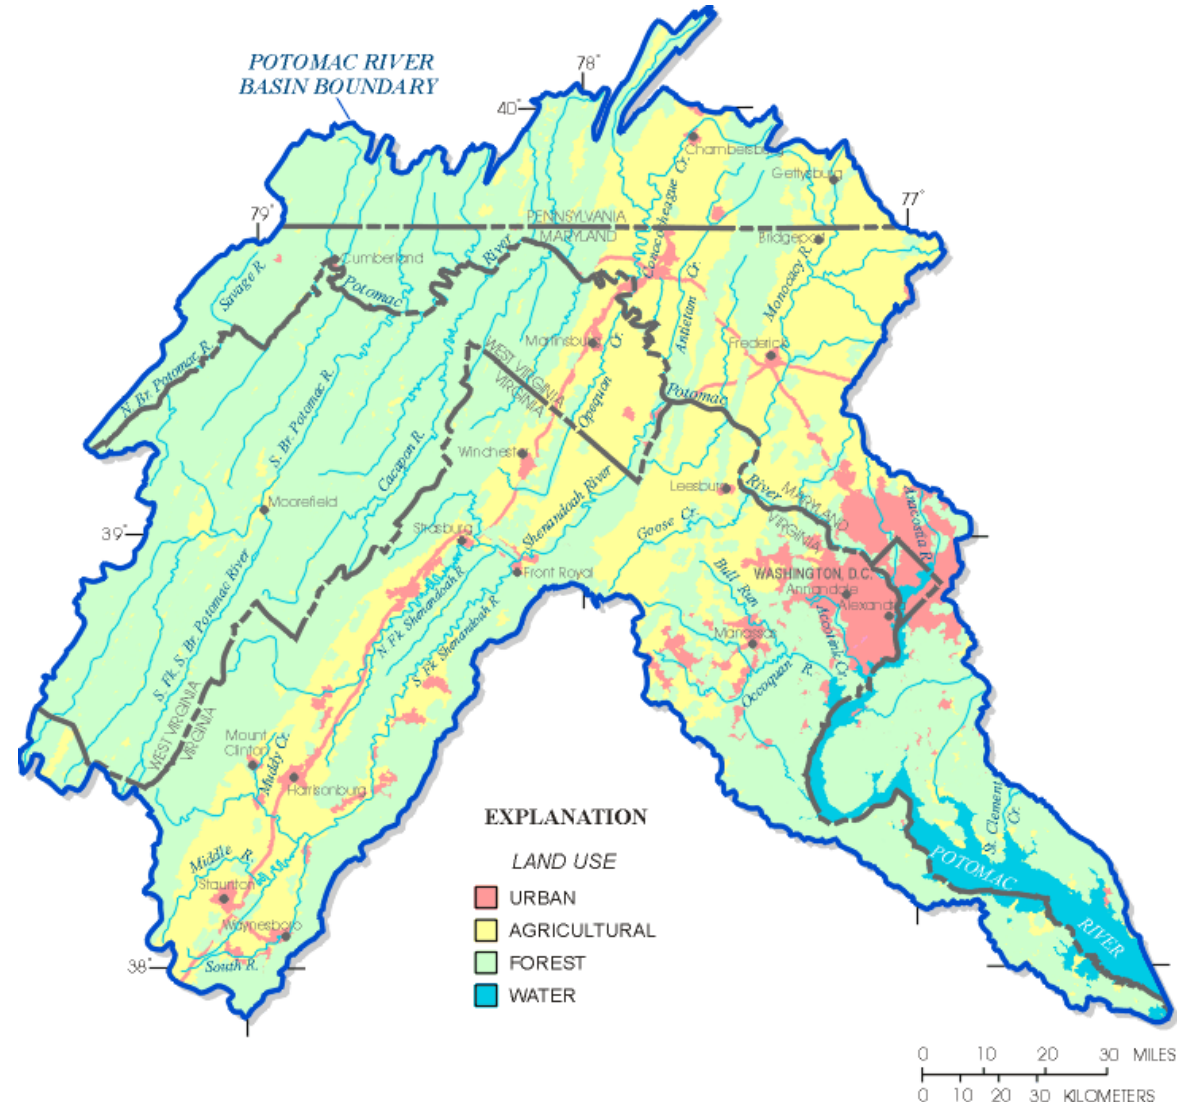 POTOMAC RIVER
BASIN BOUNDARY
78°
40°
Chambersburg
Gettysburg
Conococheague Cr.
79°
77°
PENNSYLVANIA
MARYLAND
Bridgeport
Cumberland
River
Savage R.
Potomac
Cr.
Antietam
Monocacy R.
N. Br. Potomac R.
Martinsburg
Cr.
Opequon
Frederick
WEST VIRGINIA
VIRGINIA
S. Br. Potomac R.
Potomac
Cacapon R.
Winchester
Leesburg
River
MARYLAND
VIRGINIA
Anacostia R.
Shenandoah River
Moorefield
Goose Cr.
39°
Strasburg
Front Royal
Bull Run
WASHINGTON, D.C.
Annandale
Alexandria
Accotink Cr.
S. Fk. S. Br. Potomac River
N Fk Shenandoah R
S Fk Shenandoah R.
Manassas
Occoquan R.
WEST VIRGINIA
VIRGINIA
Mount
Clinton
Muddy Cr.
Harrisonburg
St. Clement
Cr.
Middle R.
Staunton
Waynesboro
South R.
38°
POTOMAC
RIVER
EXPLANATION
LAND USE
URBAN
AGRICULTURAL
FOREST
WATER
0 10 20 30 MILES
0 10 20 30 KILOMETERS